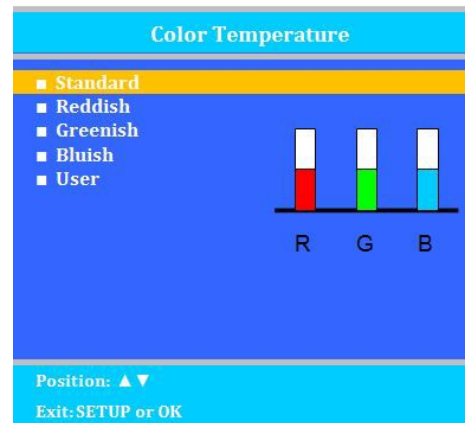 Color Temperature
■ Standard
■ Reddish
■ Greenish
■ Bluish
■ User
R G B
Position: ▲▼
Exit: SETUP or OK